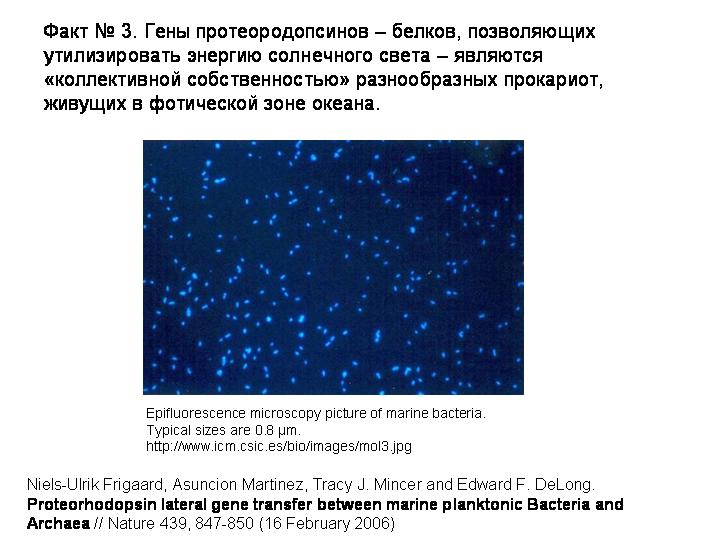 Факт № 3. Гены протеородопсинов – белков, позволяющих
утилизировать энергию солнечного света – являются
«коллективной собственностью» разнообразных прокариот,
живущих в фотической зоне океана.
Epifluorescence microscopy picture of marine bacteria.
Typical sizes are 0.8 µm.
http://www.icm.csic.es/bio/images/mol3.jpg
Niels-Ulrik Frigaard, Asuncion Martinez, Tracy J. Mincer and Edward F. DeLong.
Proteorhodopsin lateral gene transfer between marine planktonic Bacteria and
Archaea // Nature 439, 847-850 (16 February 2006)